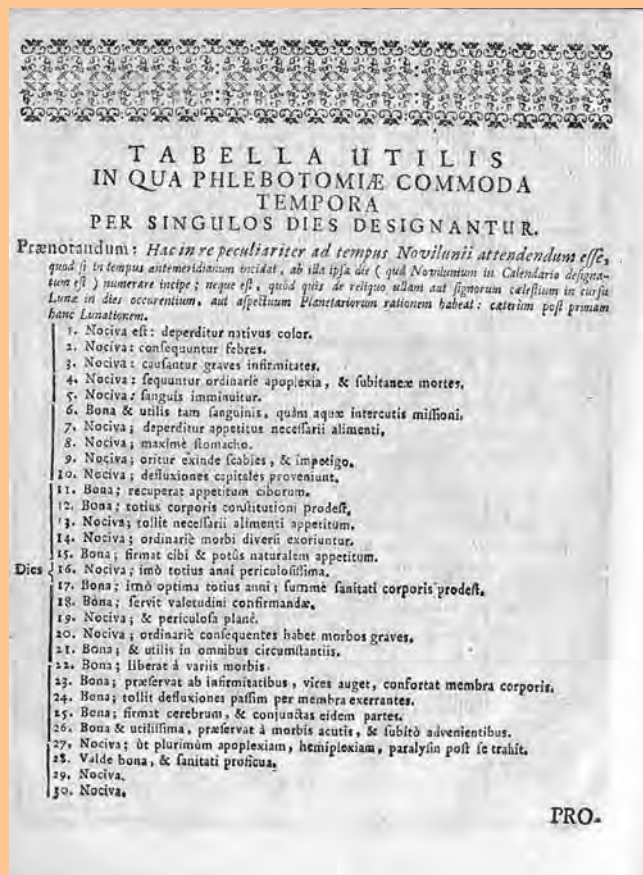 TABELLA UTILIS
IN QUA PHLEBOTOMIÆ COMMODA
TEMPORA
PER SINGULOS DIES DESIGNANTUR.
Prænotandum: Hac in re peculiariter ad tempus Novilunii attendendum eſſe,
quod ſi in tempus antemeridianum incidat, ab illa ipſa die ( quâ Novilunium in Calendario deſigna-
tum eſt ) numerare incipe; neque eſt, quòd quis de reliquo ullam aut ſignorum cæleſtium in curſu
Lunæ in dies occurentium, aut aſpectuum Planetariorum rationem habeat: cæterùm poſt primam
hanc Lunationem.
1. Nociva eſt: deperditur nativus color.
2. Nociva: conſequuntur febres.
3. Nociva: cauſantur graves infirmitates.
4. Nociva: ſequuntur ordinariè apoplexia, & ſubitaneæ mortes.
5. Nociva: ſanguis imminuitur.
6. Bona & utilis tam ſanguinis, quàm aquæ intercutis miſſioni.
7. Nociva; deperditur appetitus neceſſarii alimenti.
8. Nociva; maximè ſtomacho.
9. Nociva; oritur exinde ſcabies, & impetigo.
10. Nociva; defluxiones capitales proveniunt.
11. Bona; recuperat appetitum ciborum.
12. Bona; totius corporis conſtitutioni prodeſt.
13. Nociva; tollit neceſſarii alimenti appetitum.
14. Nociva; ordinariè morbi diverſi exoriuntur.
15. Bona; firmat cibi & potûs naturalem appetitum.
Dies 16. Nociva; imò totius anni periculoſiſſima.
17. Bona; imò optima totius anni; ſummè ſanitati corporis prodeſt.
18. Bona; ſervit valetudini confirmandæ.
19. Nociva; & periculoſa planè.
20. Nociva; ordinariè conſequentes habet morbos graves.
21. Bona; & utilis in omnibus circumſtantiis.
22. Bona; liberat à variis morbis.
23. Bona; præſervat ab infirmitatibus, vires auget, confortat membra corporis.
24. Bona; tollit defluxiones paſſim per membra exerrantes.
25. Bona; firmat cerebrum, & conjunctas eidem partes.
26. Bona & utiliſſima, præſervat à morbis acutis, & ſubitò advenientibus.
27. Nociva; ùt plurimùm apoplexiam, hemiplexiam, paralyſin poſt ſe trahit.
28. Valde bona, & ſanitati proficua.
29. Nociva.
30. Nociva.
PRO-